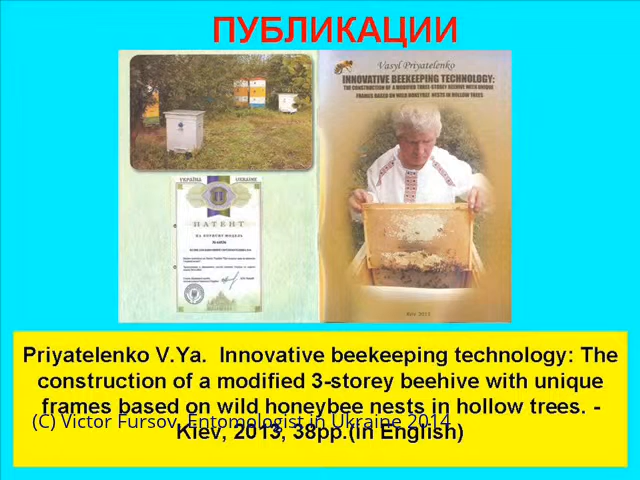 ПУБЛИКАЦИИ
Vasyl Priyatelenko
INNOVATIVE BEEKEEPING TECHNOLOGY:
THE CONSTRUCTION OF A MODIFIED THREE-STOREY BEEHIVE WITH UNIQUE
FRAMES BASED ON WILD HONEYBEE NESTS IN HOLLOW TREES
УКРАЇНА UKRAINE
ПАТЕНТ
НА КОРИСНУ МОДЕЛЬ
Kiev 2013
Priyatelenko V.Ya. Innovative beekeeping technology: The
construction of a modified 3-storey beehive with unique
frames based on wild honeybee nests in hollow trees. -
(C) Victor Fursov, Entomologist in Ukraine 2014
Kiev, 2013, 38pp.(in English)